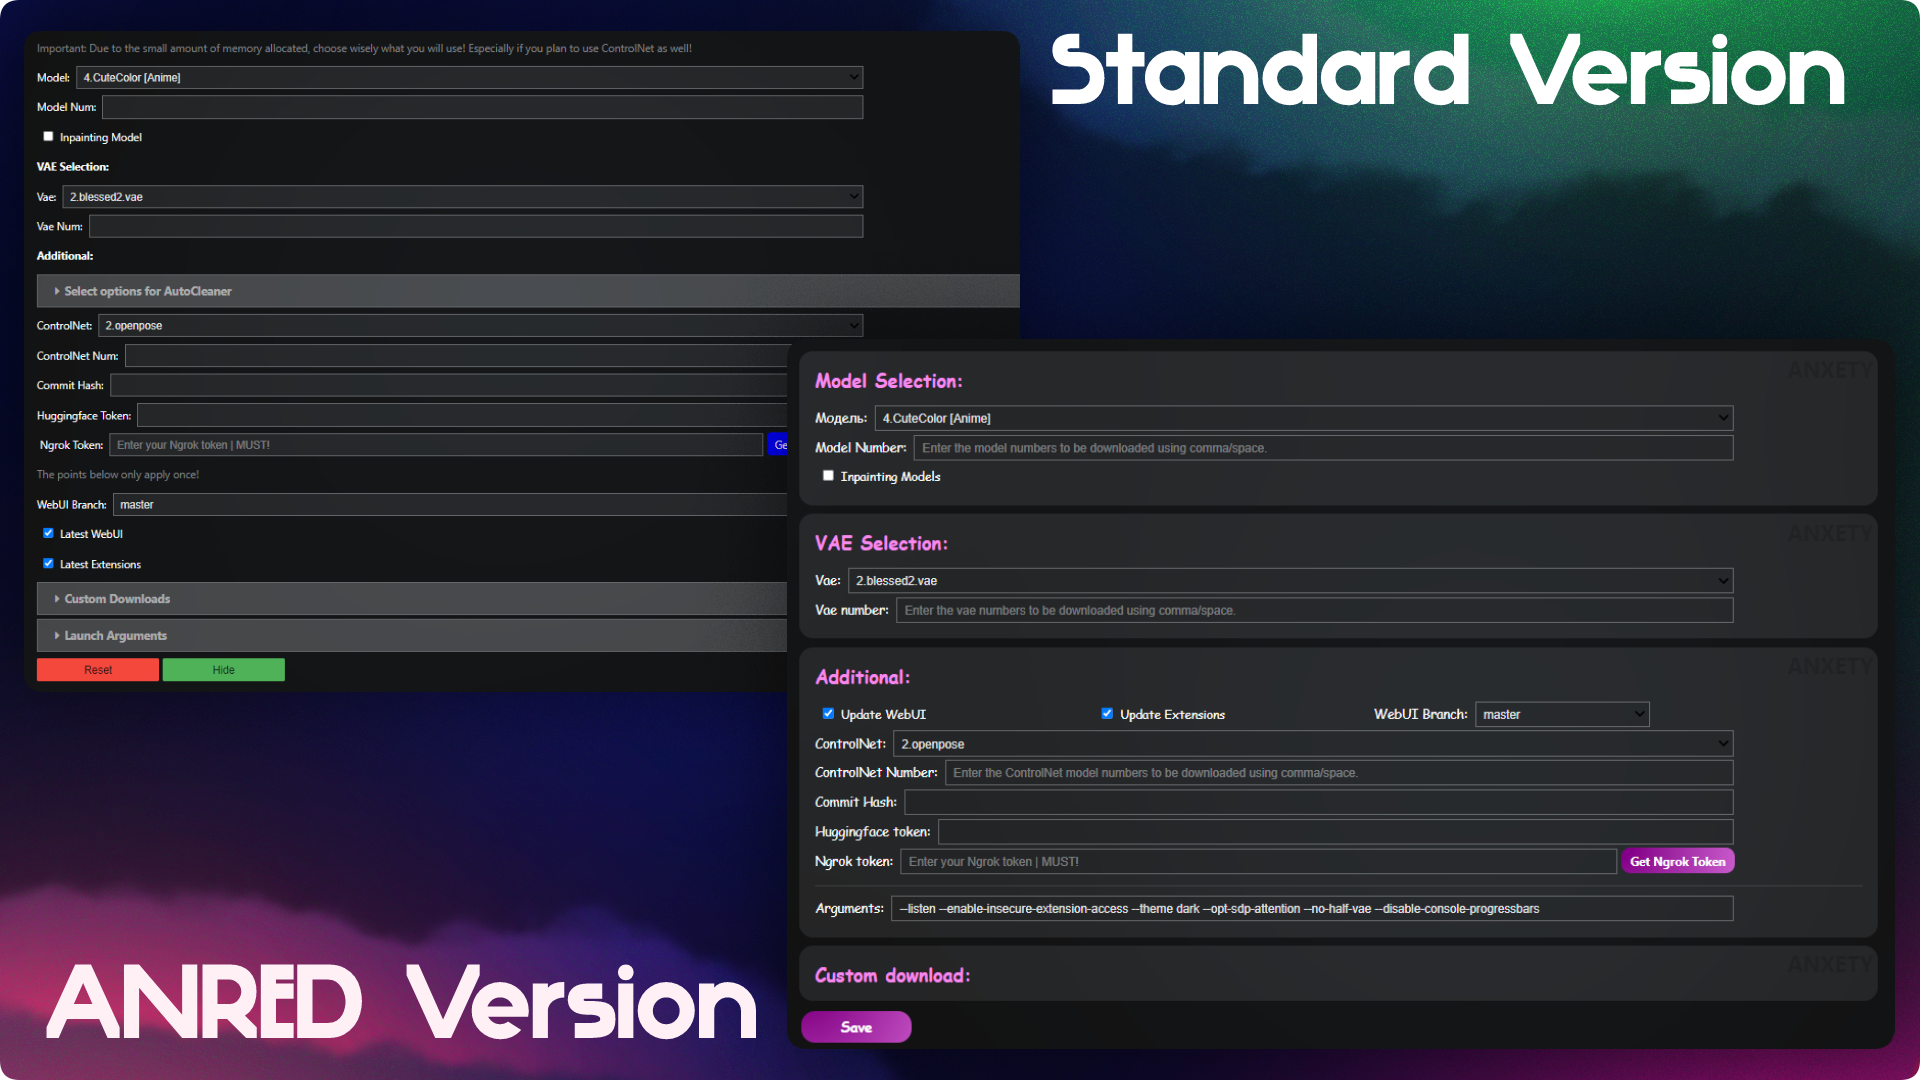 Standard Version
Important: Due to the small amount of memory allocated, choose wisely what you will use! Especially if you plan to use ControlNet as well!
Model: 4.CuteColor [Anime]
Model Num:
Inpainting Model
VAE Selection:
Vae: 2.blessed2.vae
Vae Num:
Additional:
Select options for AutoCleaner
ControlNet: 2.openpose
ControlNet Num:
Commit Hash:
Huggingface Token:
Ngrok Token: Enter your Ngrok token | MUST! Ge
The points below only apply once!
WebUI Branch: master
Latest WebUI
Latest Extensions
Custom Downloads
Launch Arguments
Reset Hide
ANXETY
Model Selection:
Модель: 4.CuteColor [Anime]
Model Number: Enter the model numbers to be downloaded using comma/space.
Inpainting Models
ANXETY
VAE Selection:
Vae: 2.blessed2.vae
Vae number: Enter the vae numbers to be downloaded using comma/space.
ANXETY
Additional:
Update WebUI Update Extensions WebUI Branch: master
ControlNet: 2.openpose
ControlNet Number: Enter the ControlNet model numbers to be downloaded using comma/space.
Commit Hash:
Huggingface token:
Ngrok token: Enter your Ngrok token | MUST! Get Ngrok Token
Arguments: --listen --enable-insecure-extension-access --theme dark --opt-sdp-attention --no-half-vae --disable-console-progressbars
ANXETY
Custom download:
Save
ANRED Version